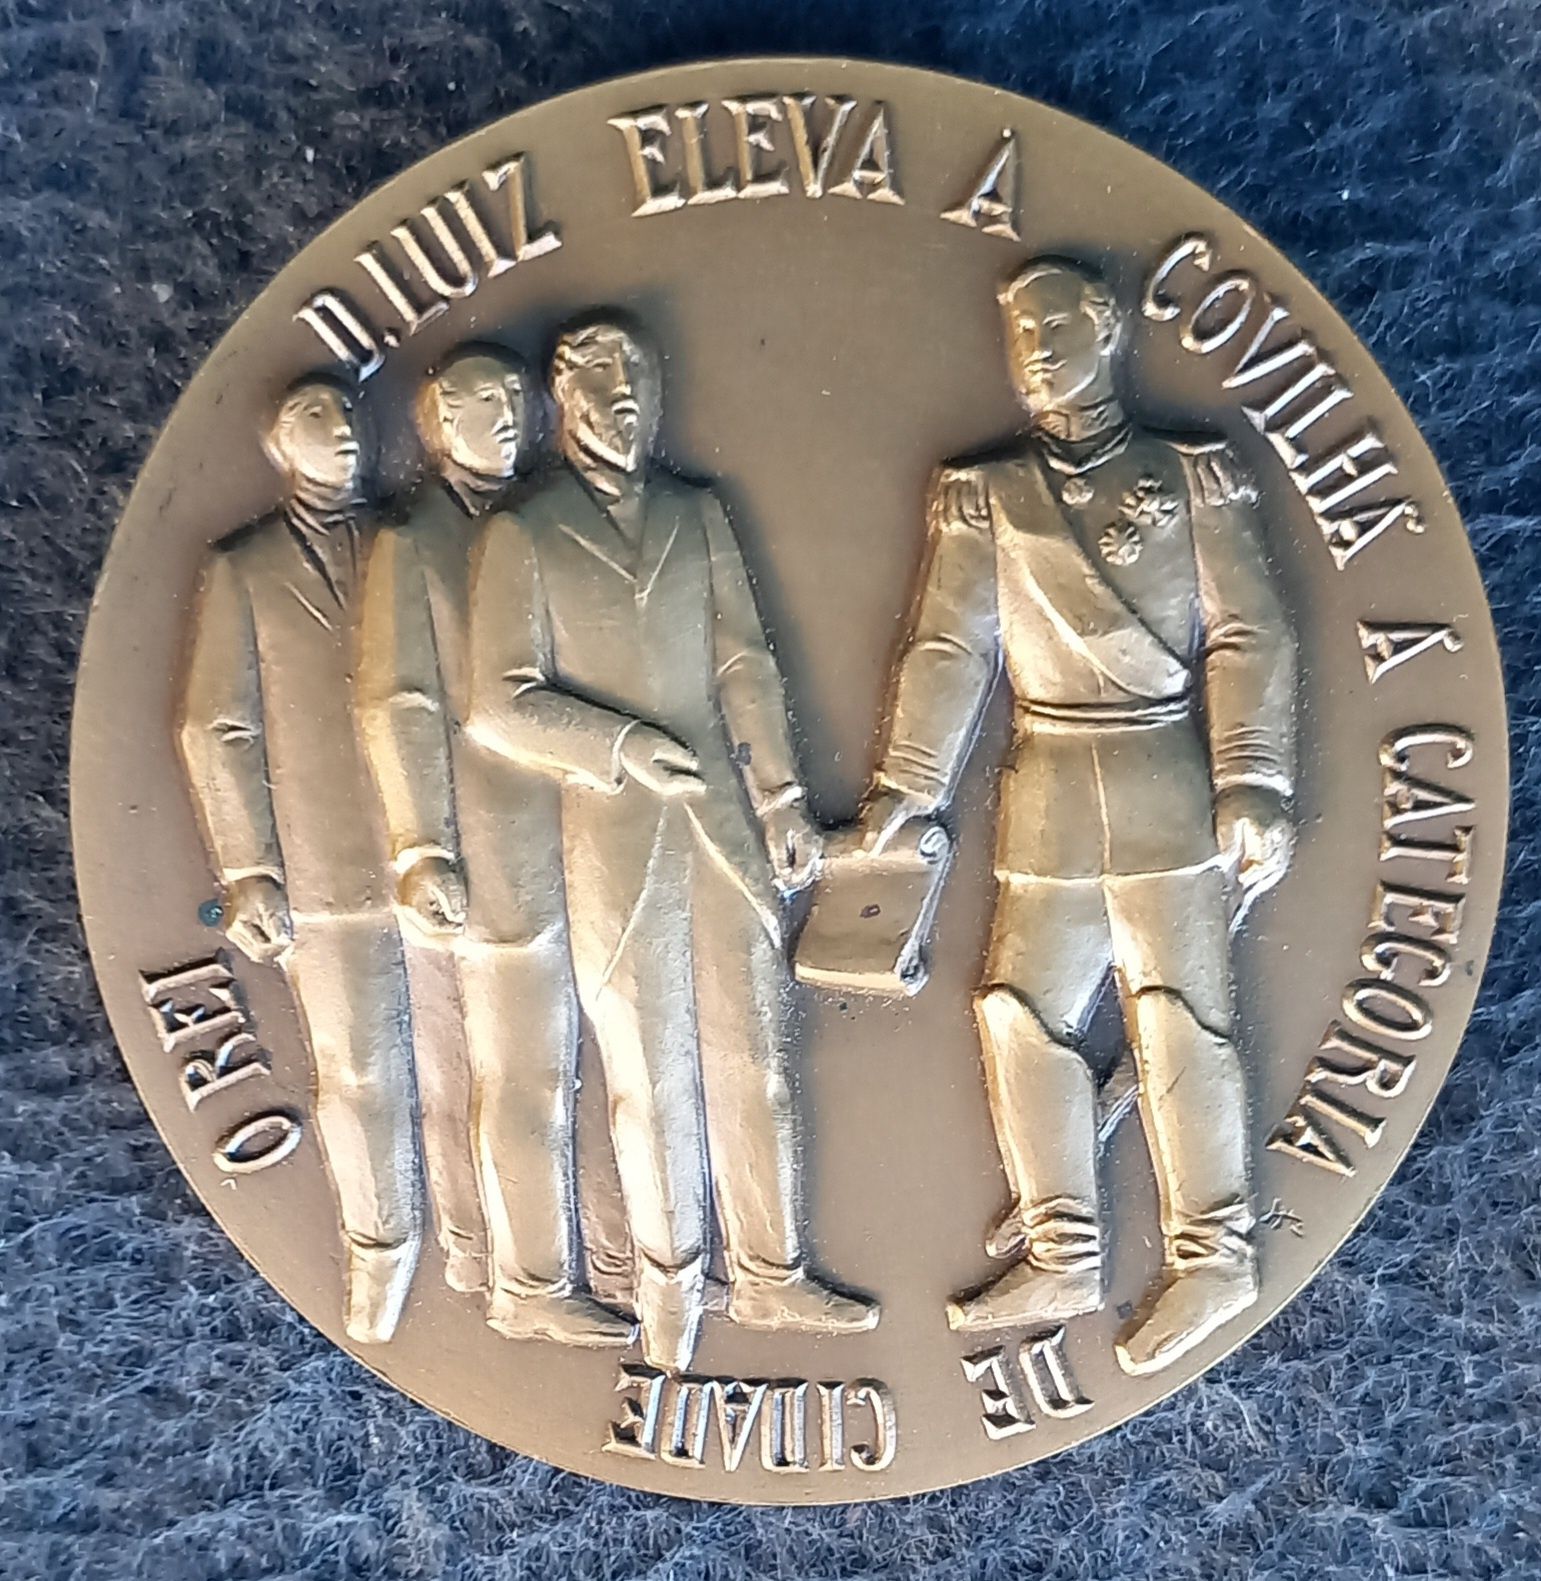 O REI D. LUIZ ELEVA À COVILHÃ A CATEGORIA DE CIDADE